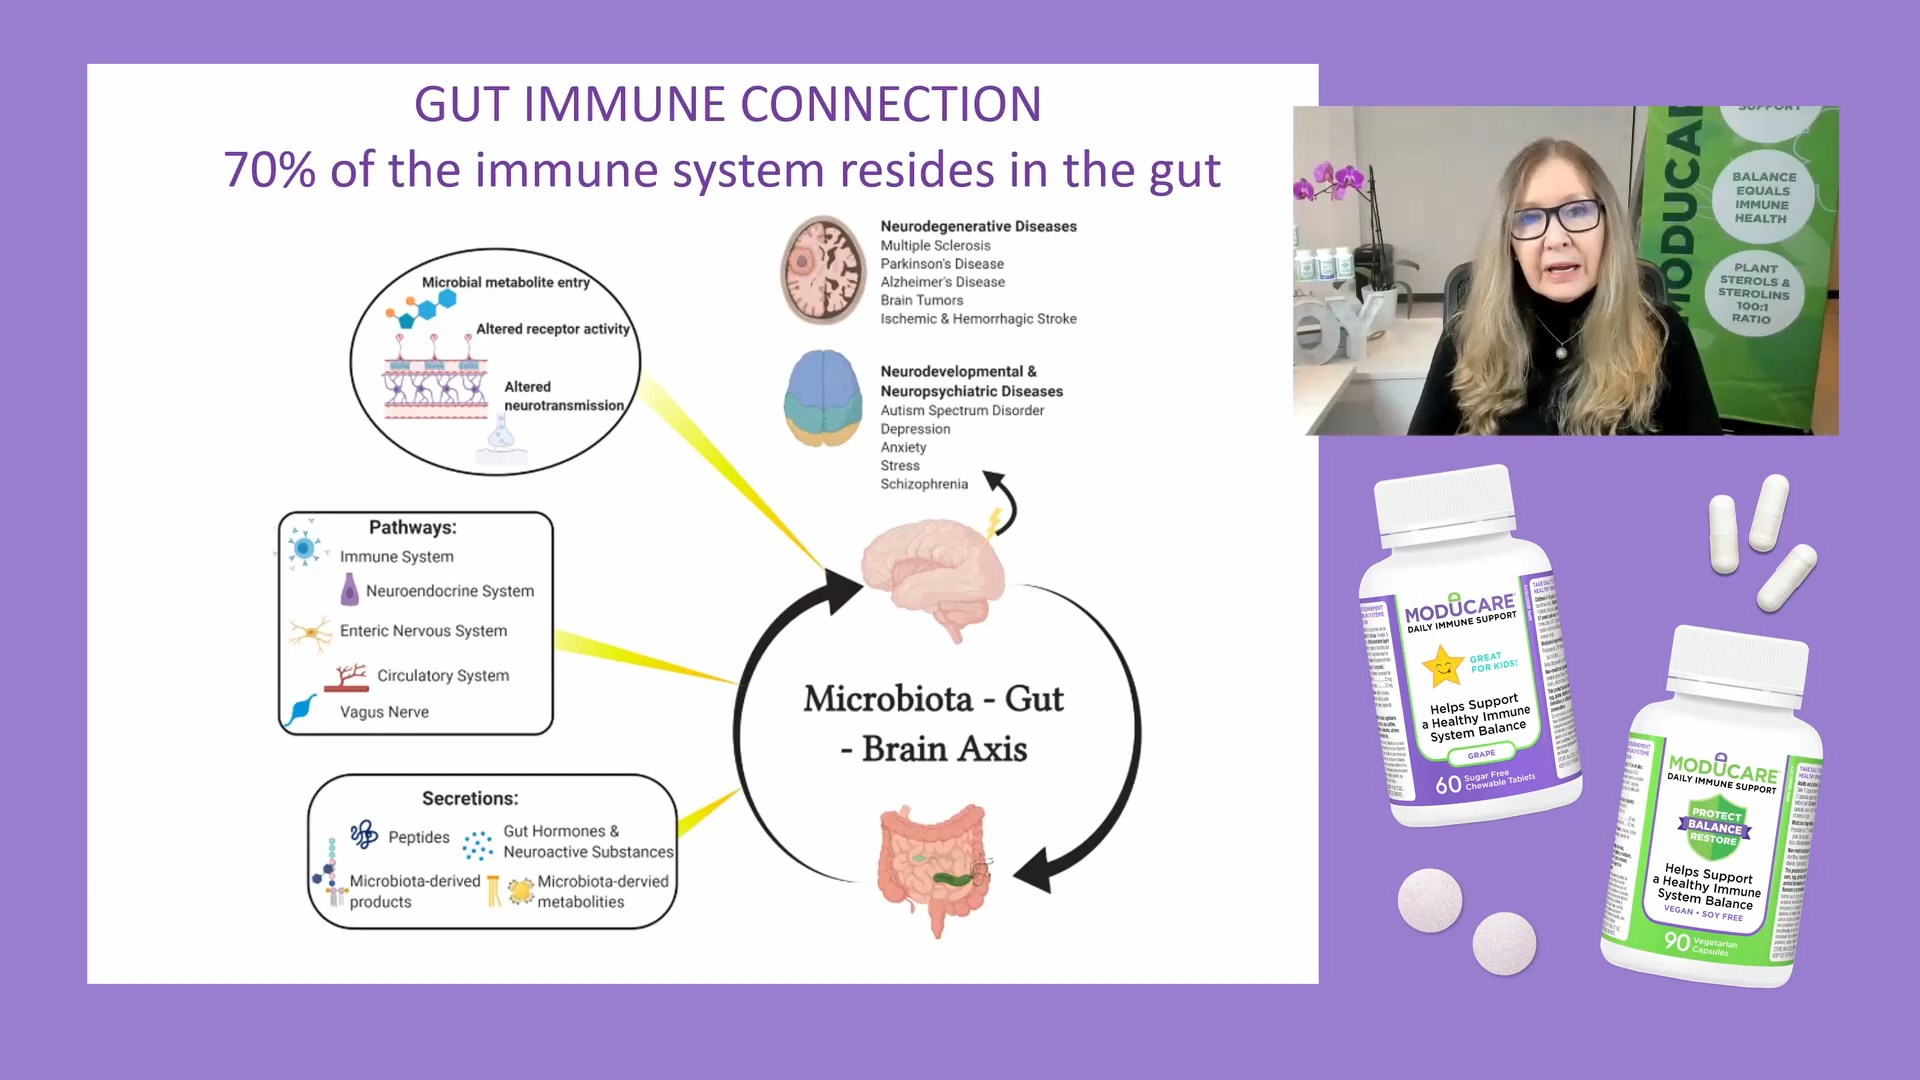 GUT IMMUNE CONNECTION
70% of the immune system resides in the gut
Microbial metabolite entry
Altered receptor activity
Altered
neurotransmission
Neurodegenerative Diseases
Multiple Sclerosis
Parkinson's Disease
Alzheimer's Disease
Brain Tumors
Ischemic & Hemorrhagic Stroke
Neurodevelopmental &
Neuropsychiatric Diseases
Autism Spectrum Disorder
Depression
Anxiety
Stress
Schizophrenia
Pathways:
Immune System
Neuroendocrine System
Enteric Nervous System
Circulatory System
Vagus Nerve
Microbiota - Gut
- Brain Axis
Secretions:
Peptides
Gut Hormones &
Neuroactive Substances
Microbiota-derived
products
Microbiota-dervied
metabolities
SUPPORT
BALANCE
EQUALS
IMMUNE
HEALTH
PLANT
STEROLS &
STEROLINS
100:1
RATIO
MODUCARE
DAILY IMMUNE SUPPORT
GREAT
FOR KIDS!
Helps Support
a Healthy Immune
System Balance
GRAPE
60 Sugar Free
Chewable Tablets
MODUCARE
DAILY IMMUNE SUPPORT
PROTECT
BALANCE
RESTORE
Helps Support
a Healthy Immune
System Balance
VEGAN • SOY FREE
90 Vegetarian
Capsules